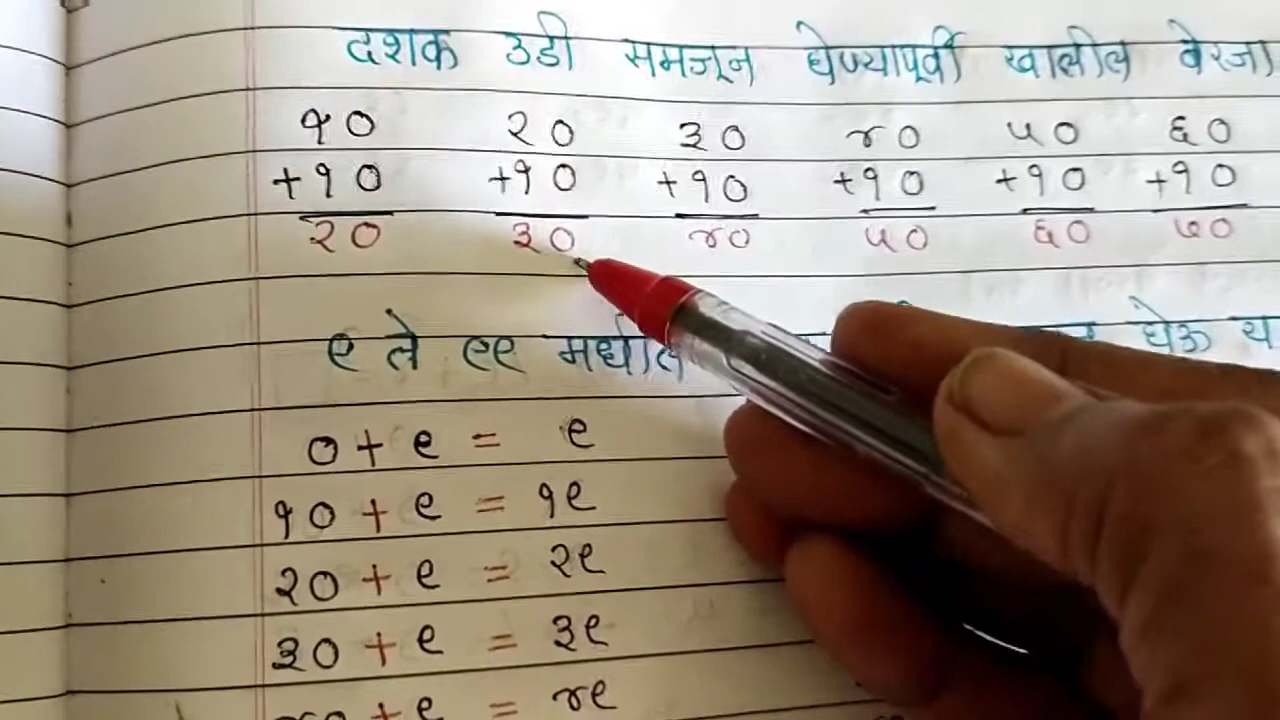 दशक उडी समजून घेण्यापूर्वी खालील बेरजा
१० २० ३० ४० ५० ६०
+१० +१० +१० +१० +१० +१०
२० ३० ४० ५० ६० ७०
९ ते ९९ मधील घेऊ
० + ९ = ९
१० + ९ = १९
२० + ९ = २९
३० + ९ = ३९
+ ९ = ४९